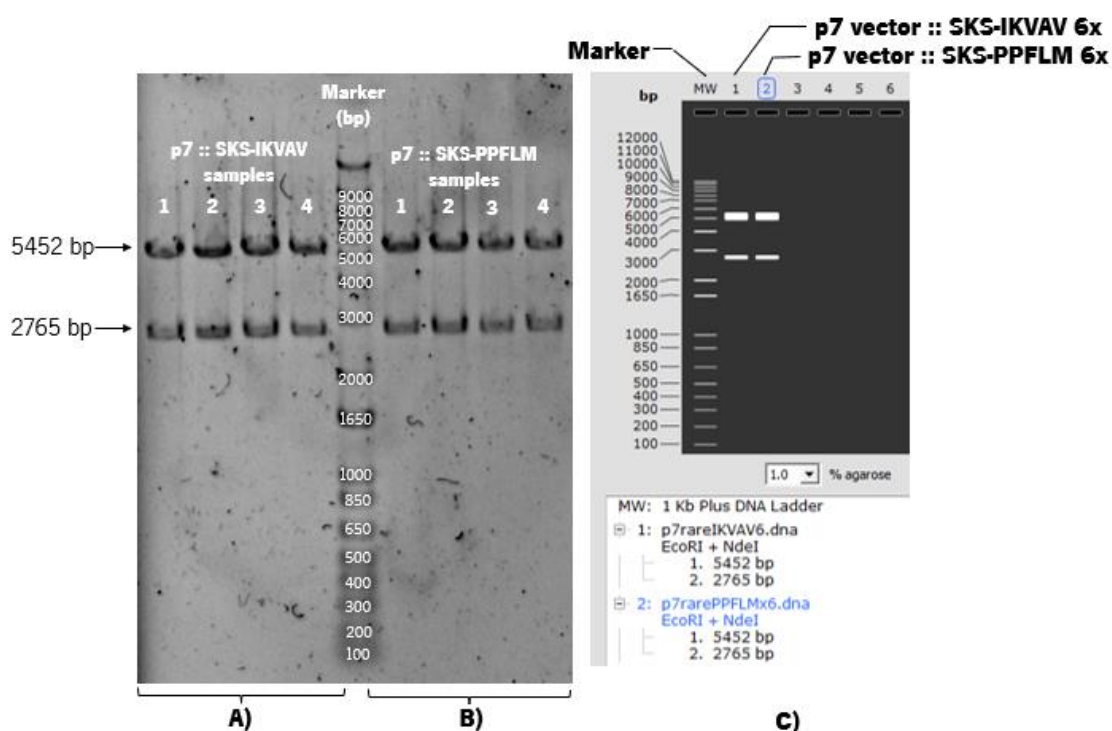 p7 vector :: SKS-IKVAV 6x
Marker
p7 vector :: SKS-PPFLM 6x
Marker
(bp)
p7 :: SKS-IKVAV
samples
p7 :: SKS-PPFLM
samples
1 2 3 4
1 2 3 4
9000
8000
7000
6000
5000
4000
3000
2000
1650
1000
850
650
500
400
300
200
100
5452 bp
2765 bp
A)
B)
bp
MW 1 2 3 4 5 6
12000
11000
10000
9000
8000
7000
6000
5000
4000
3000
2000
1650
1000
850
650
500
400
300
200
100
1.0 % agarose
MW: 1 Kb Plus DNA Ladder
1: p7rareIKVAV6.dna
EcoRI + NdeI
1. 5452 bp
2. 2765 bp
2: p7rarePPFLMx6.dna
EcoRI + NdeI
1. 5452 bp
2. 2765 bp
C)